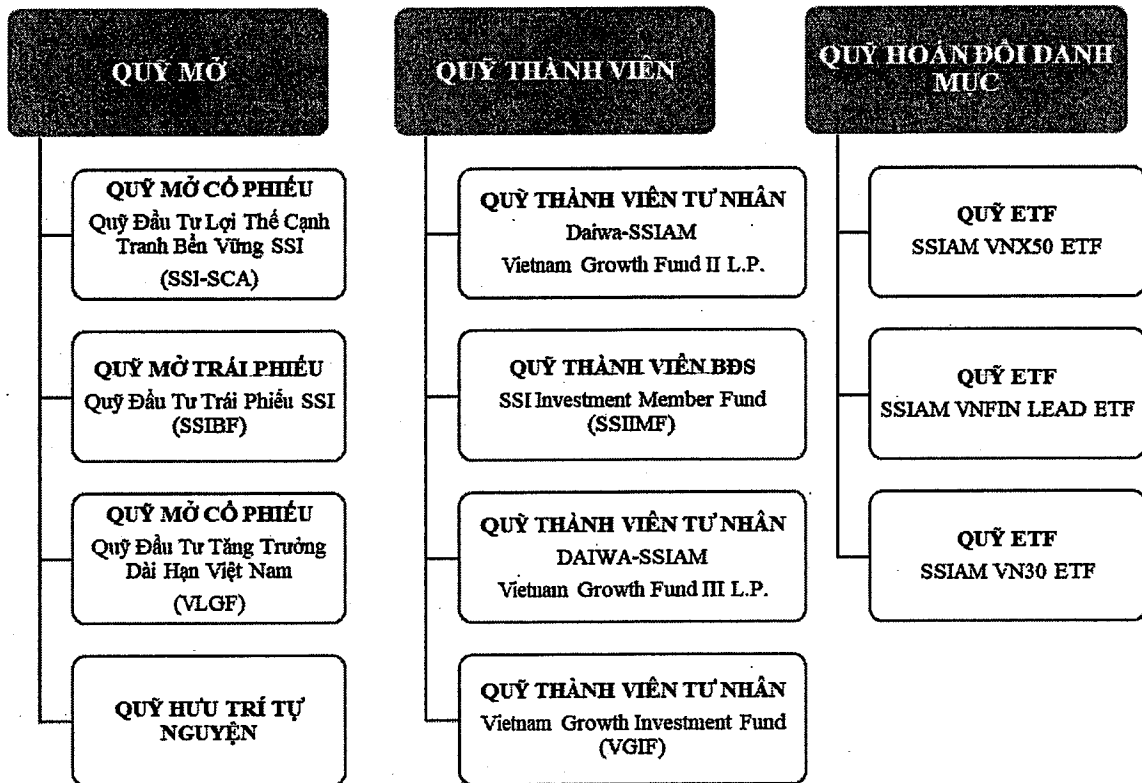 QUỸ MỞ
QUỸ MỞ CỔ PHIẾU
Quỹ Đầu Tư Lợi Thế Cạnh
Tranh Bền Vững SSI
(SSI-SCA)
QUỸ MỞ TRÁI PHIẾU
Quỹ Đầu Tư Trái Phiếu SSI
(SSIBF)
QUỸ MỞ CỔ PHIẾU
Quỹ Đầu Tư Tăng Trưởng
Dài Hạn Việt Nam
(VLGF)
QUỸ HƯU TRÍ TỰ
NGUYỆN
QUỸ THÀNH VIÊN
QUỸ THÀNH VIÊN TƯ NHÂN
Daiwa-SSIAM
Vietnam Growth Fund II L.P.
QUỸ THÀNH VIÊN BĐS
SSI Investment Member Fund
(SSIIMF)
QUỸ THÀNH VIÊN TƯ NHÂN
DAIWA-SSIAM
Vietnam Growth Fund III L.P.
QUỸ THÀNH VIÊN TƯ NHÂN
Vietnam Growth Investment Fund
(VGIF)
QUỸ HOÁN ĐỔI DANH
MỤC
QUỸ ETF
SSIAM VNX50 ETF
QUỸ ETF
SSIAM VNFIN LEAD ETF
QUỸ ETF
SSIAM VN30 ETF